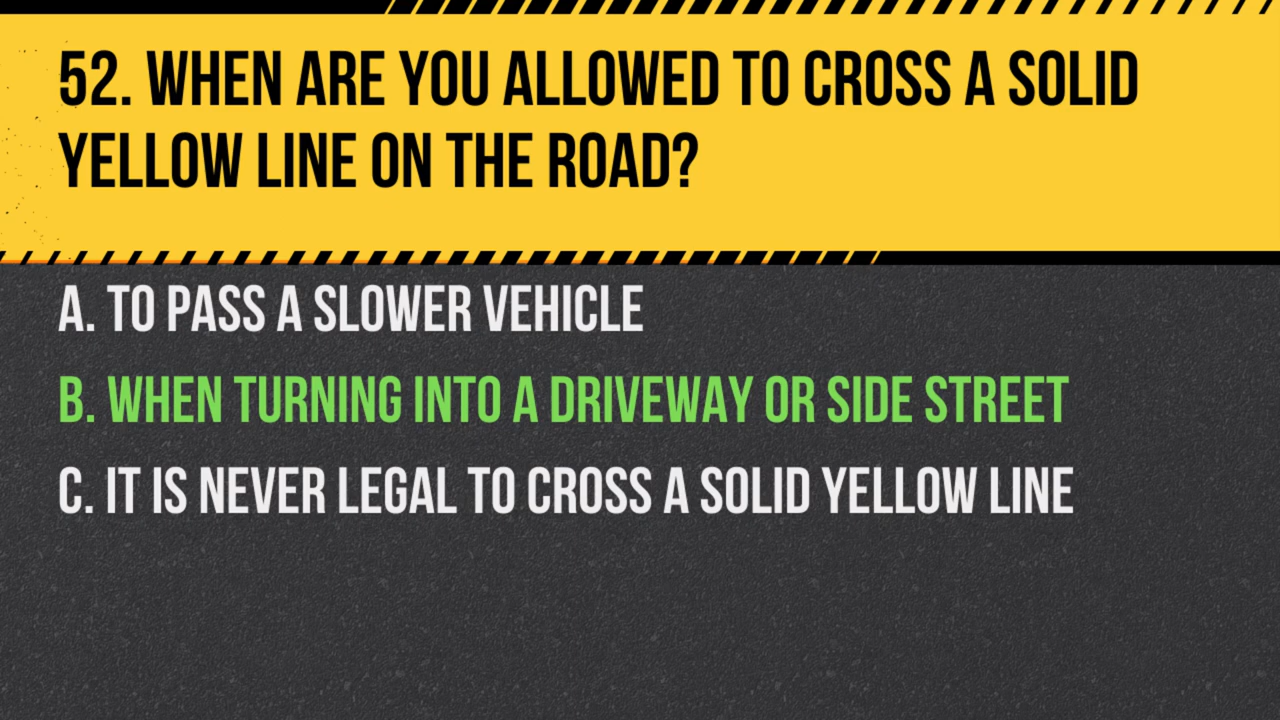 52. WHEN ARE YOU ALLOWED TO CROSS A SOLID
YELLOW LINE ON THE ROAD?
A. TO PASS A SLOWER VEHICLE
B. WHEN TURNING INTO A DRIVEWAY OR SIDE STREET
C. IT IS NEVER LEGAL TO CROSS A SOLID YELLOW LINE